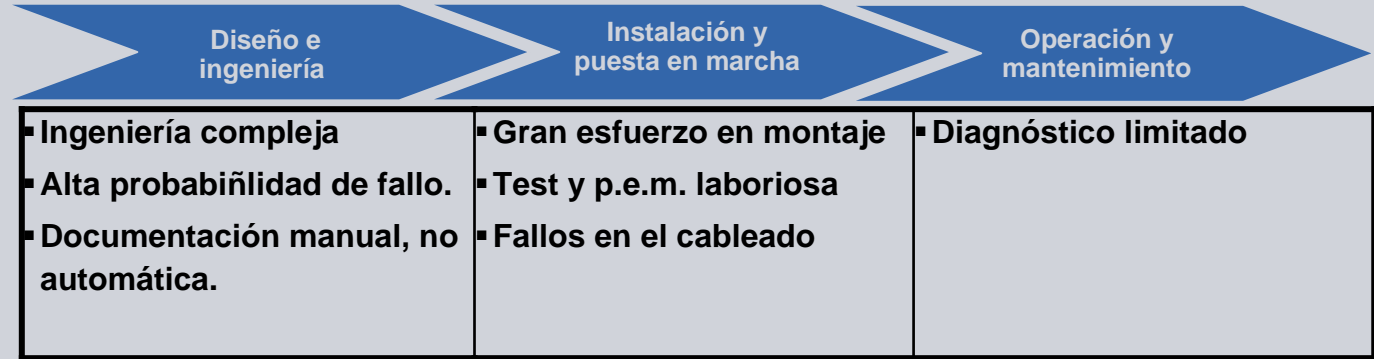 Diseño e
ingeniería
Instalación y
puesta en marcha
Operación y
mantenimiento
▪ Ingeniería compleja
▪ Alta probabiñlidad de fallo.
▪ Documentación manual, no
automática.
▪ Gran esfuerzo en montaje
▪ Test y p.e.m. laboriosa
▪ Fallos en el cableado
▪ Diagnóstico limitado